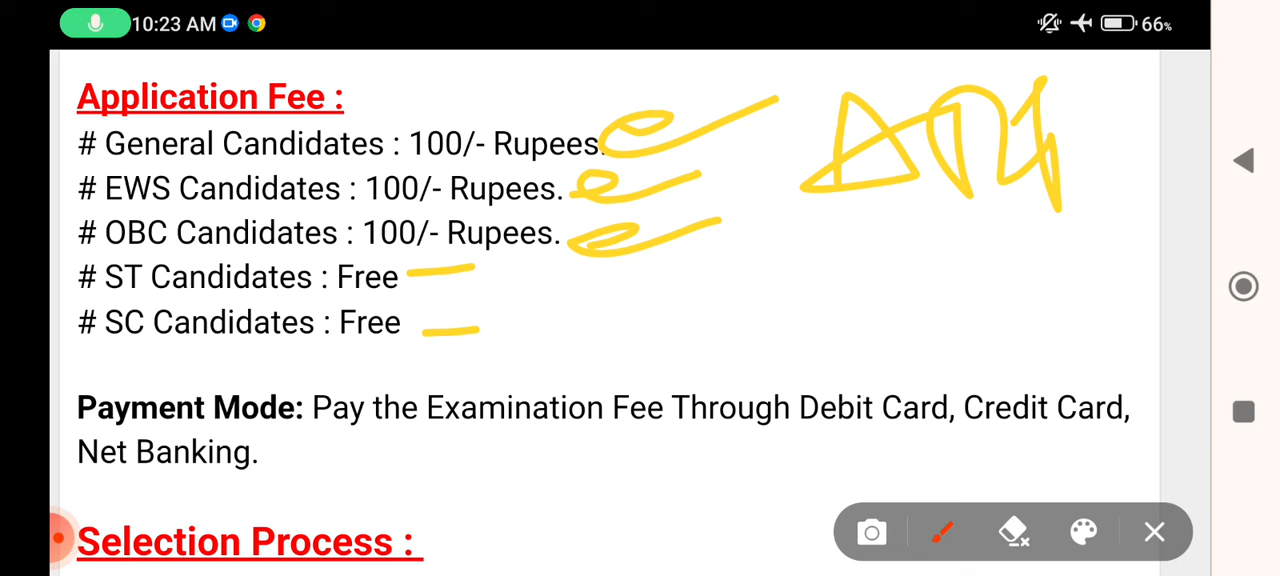 10:23 AM 66%
Application Fee :
# General Candidates : 100/- Rupees.
# EWS Candidates : 100/- Rupees.
# OBC Candidates : 100/- Rupees.
# ST Candidates : Free
# SC Candidates : Free
Payment Mode: Pay the Examination Fee Through Debit Card, Credit Card,
Net Banking.
Selection Process :